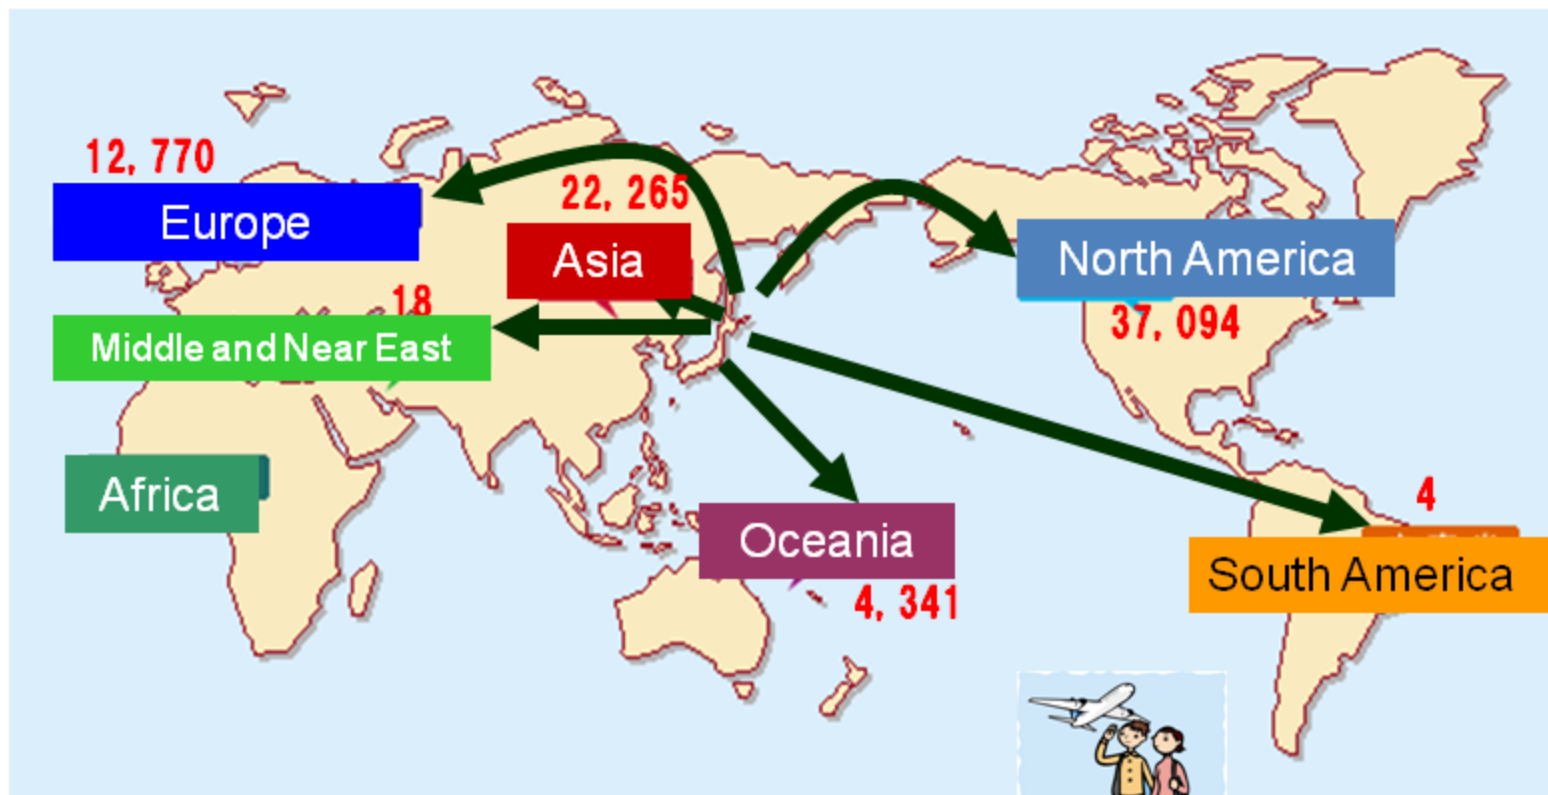 12, 770
Europe
22, 265
Asia
North America
37, 094
18
Middle and Near East
Africa
4
Oceania
South America
4, 341